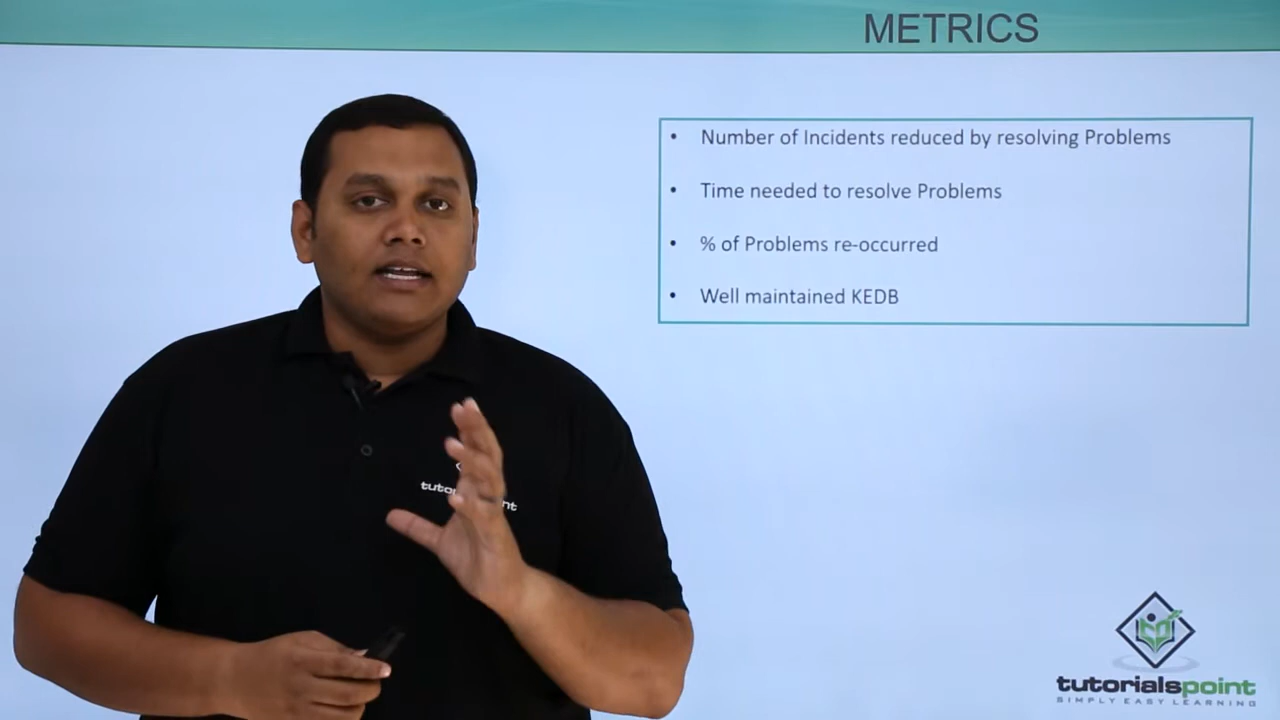 METRICS
• Number of Incidents reduced by resolving Problems
• Time needed to resolve Problems
• % of Problems re-occurred
• Well maintained KEDB
tutorialspoint
SIMPLY EASY LEARNING